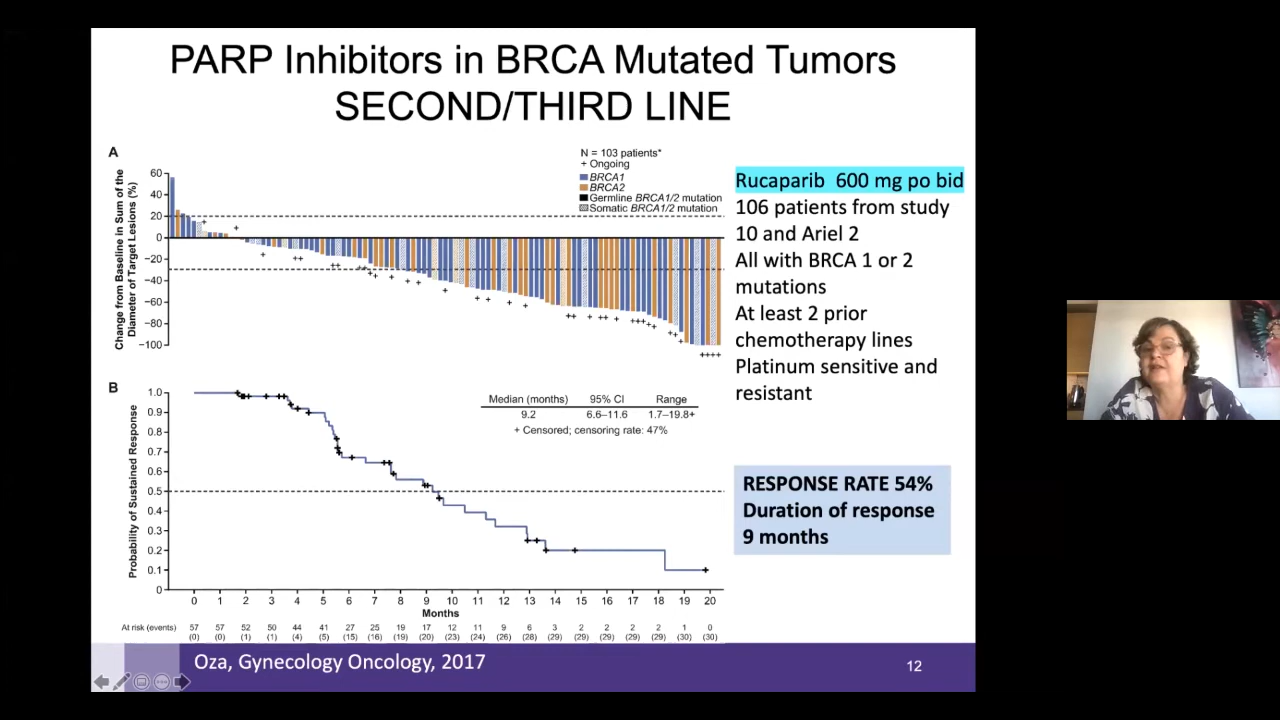 PARP Inhibitors in BRCA Mutated Tumors
SECOND/THIRD LINE
A
N = 103 patients*
+ Ongoing
BRCA1
BRCA2
Germline BRCA1/2 mutation
Somatic BRCA1/2 mutation
Change from Baseline in Sum of the
Diameter of Target Lesions (%)
60
40
20
0
−20
−40
−60
−80
−100
Rucaparib 600 mg po bid
106 patients from study
10 and Ariel 2
All with BRCA 1 or 2
mutations
At least 2 prior
chemotherapy lines
Platinum sensitive and
resistant
B
Median (months) 95% CI Range
9.2 6.6–11.6 1.7–19.8+
+ Censored; censoring rate: 47%
Probability of Sustained Response
1.0
0.9
0.8
0.7
0.6
0.5
0.4
0.3
0.2
0.1
0
0 1 2 3 4 5 6 7 8 9 10 11 12 13 14 15 16 17 18 19 20
Months
At risk (events) 57 57 52 50 44 41 27 25 19 17 12 11 9 6 3 2 2 2 2 1 0
(0) (0) (1) (1) (4) (5) (15) (16) (19) (20) (23) (24) (26) (28) (29) (29) (29) (29) (29) (30) (30)
RESPONSE RATE 54%
Duration of response
9 months
Oza, Gynecology Oncology, 2017
12